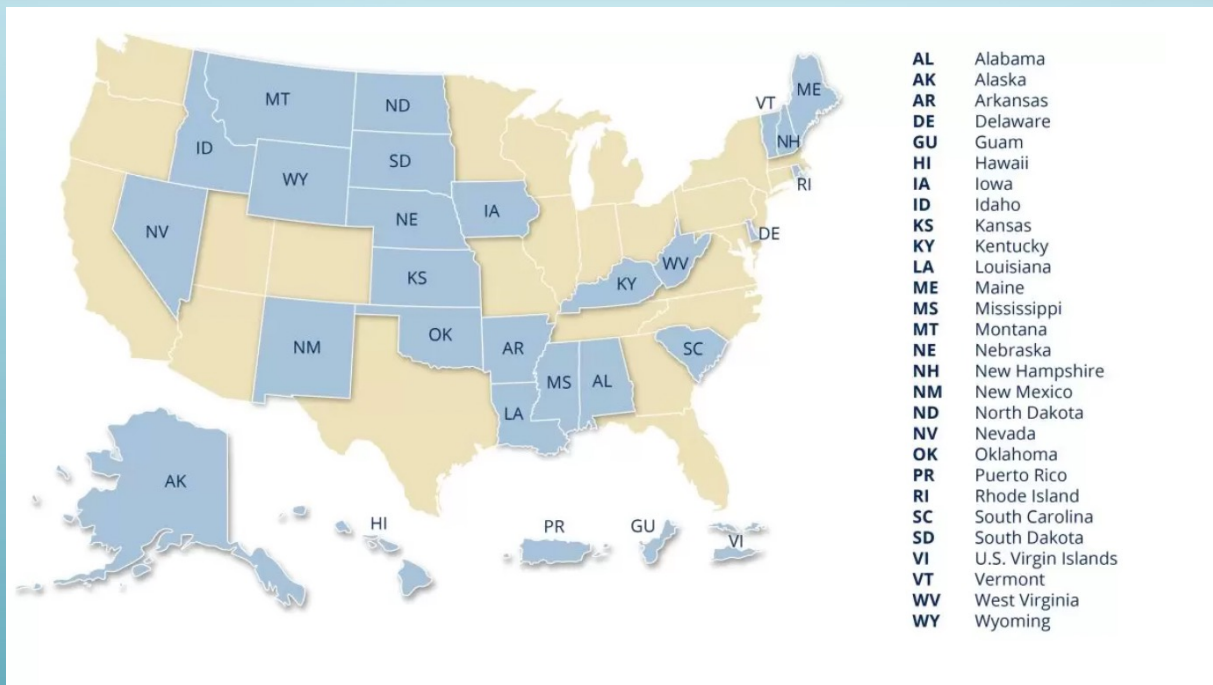 ME
VT
MT
ND
NH
ID
SD
WY
RI
IA
NE
NV
DE
WV
KS
KY
OK
NM
AR
SC
MS
AL
LA
AK
HI
PR
GU
VI
AL Alabama
AK Alaska
AR Arkansas
DE Delaware
GU Guam
HI Hawaii
IA Iowa
ID Idaho
KS Kansas
KY Kentucky
LA Louisiana
ME Maine
MS Mississippi
MT Montana
NE Nebraska
NH New Hampshire
NM New Mexico
ND North Dakota
NV Nevada
OK Oklahoma
PR Puerto Rico
RI Rhode Island
SC South Carolina
SD South Dakota
VI U.S. Virgin Islands
VT Vermont
WV West Virginia
WY Wyoming